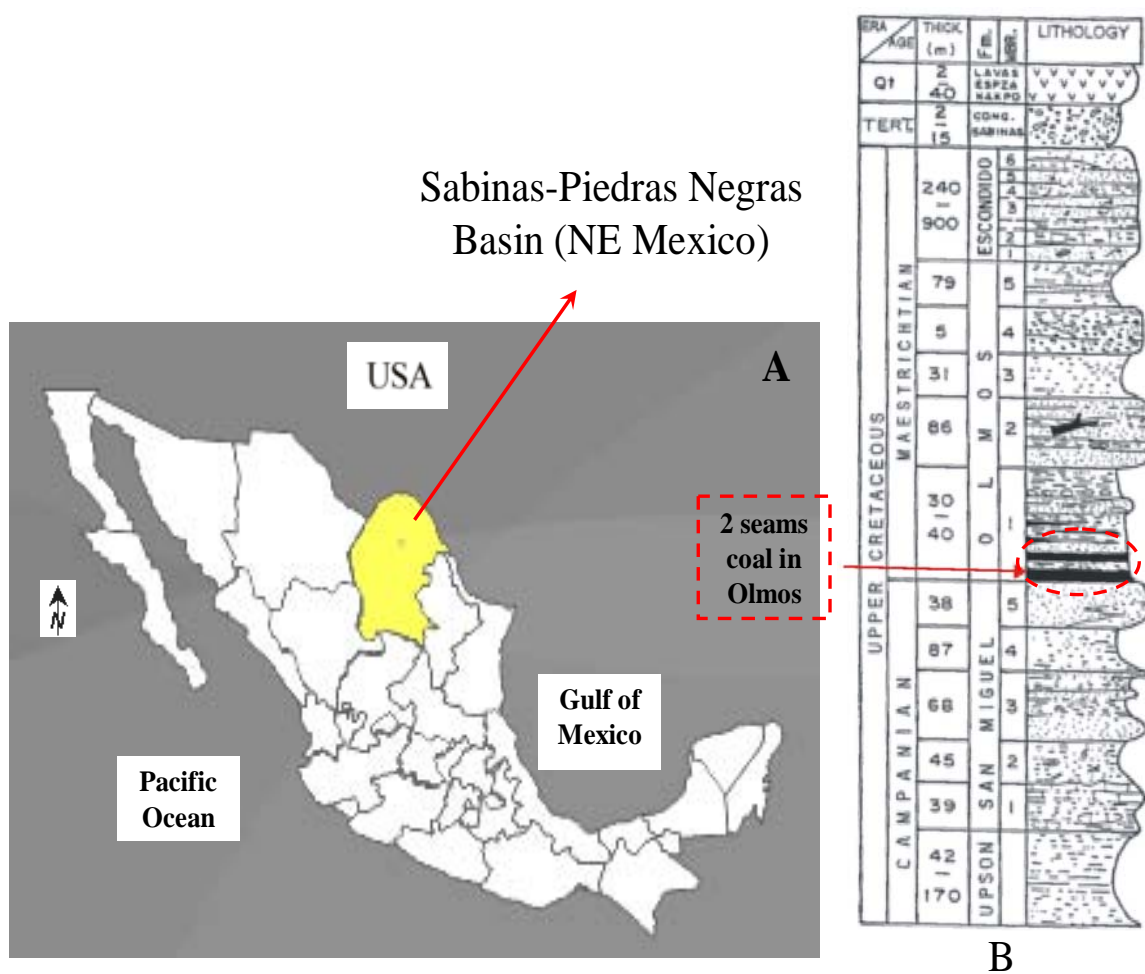 Sabinas-Piedras Negras
Basin (NE Mexico)
USA
A
N
Gulf of
Mexico
Pacific
Ocean
2 seams
coal in
Olmos
ERA
AGE
THICK.
(m)
Fm.
MBR.
LITHOLOGY
Qt
2
40
LAVAS
TERT.
2
15
CONG.
SABINAS
UPPER CRETACEOUS
MAESTRICHTIAN
ESCONDIDO
240
900
6
5
4
3
2
1
OLMOS
79
5
5
4
31
3
86
2
30
40
1
CAMPANIAN
SAN MIGUEL
38
5
87
4
68
3
45
2
39
1
UPSON
42
170
B